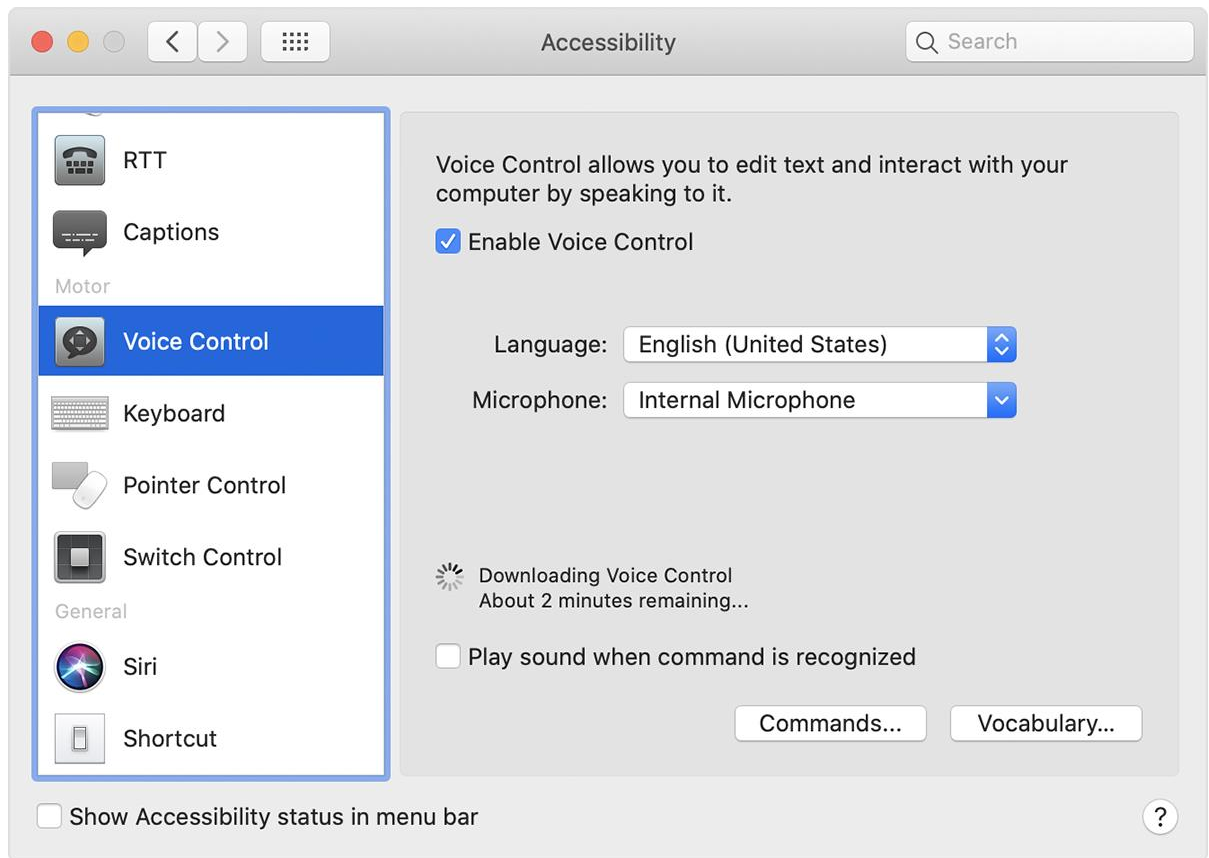 Accessibility
Search
RTT
Captions
Motor
Voice Control
Keyboard
Pointer Control
Switch Control
General
Siri
Shortcut
Voice Control allows you to edit text and interact with your
computer by speaking to it.
Enable Voice Control
Language: English (United States)
Microphone: Internal Microphone
Downloading Voice Control
About 2 minutes remaining...
Play sound when command is recognized
Commands... Vocabulary...
Show Accessibility status in menu bar
?